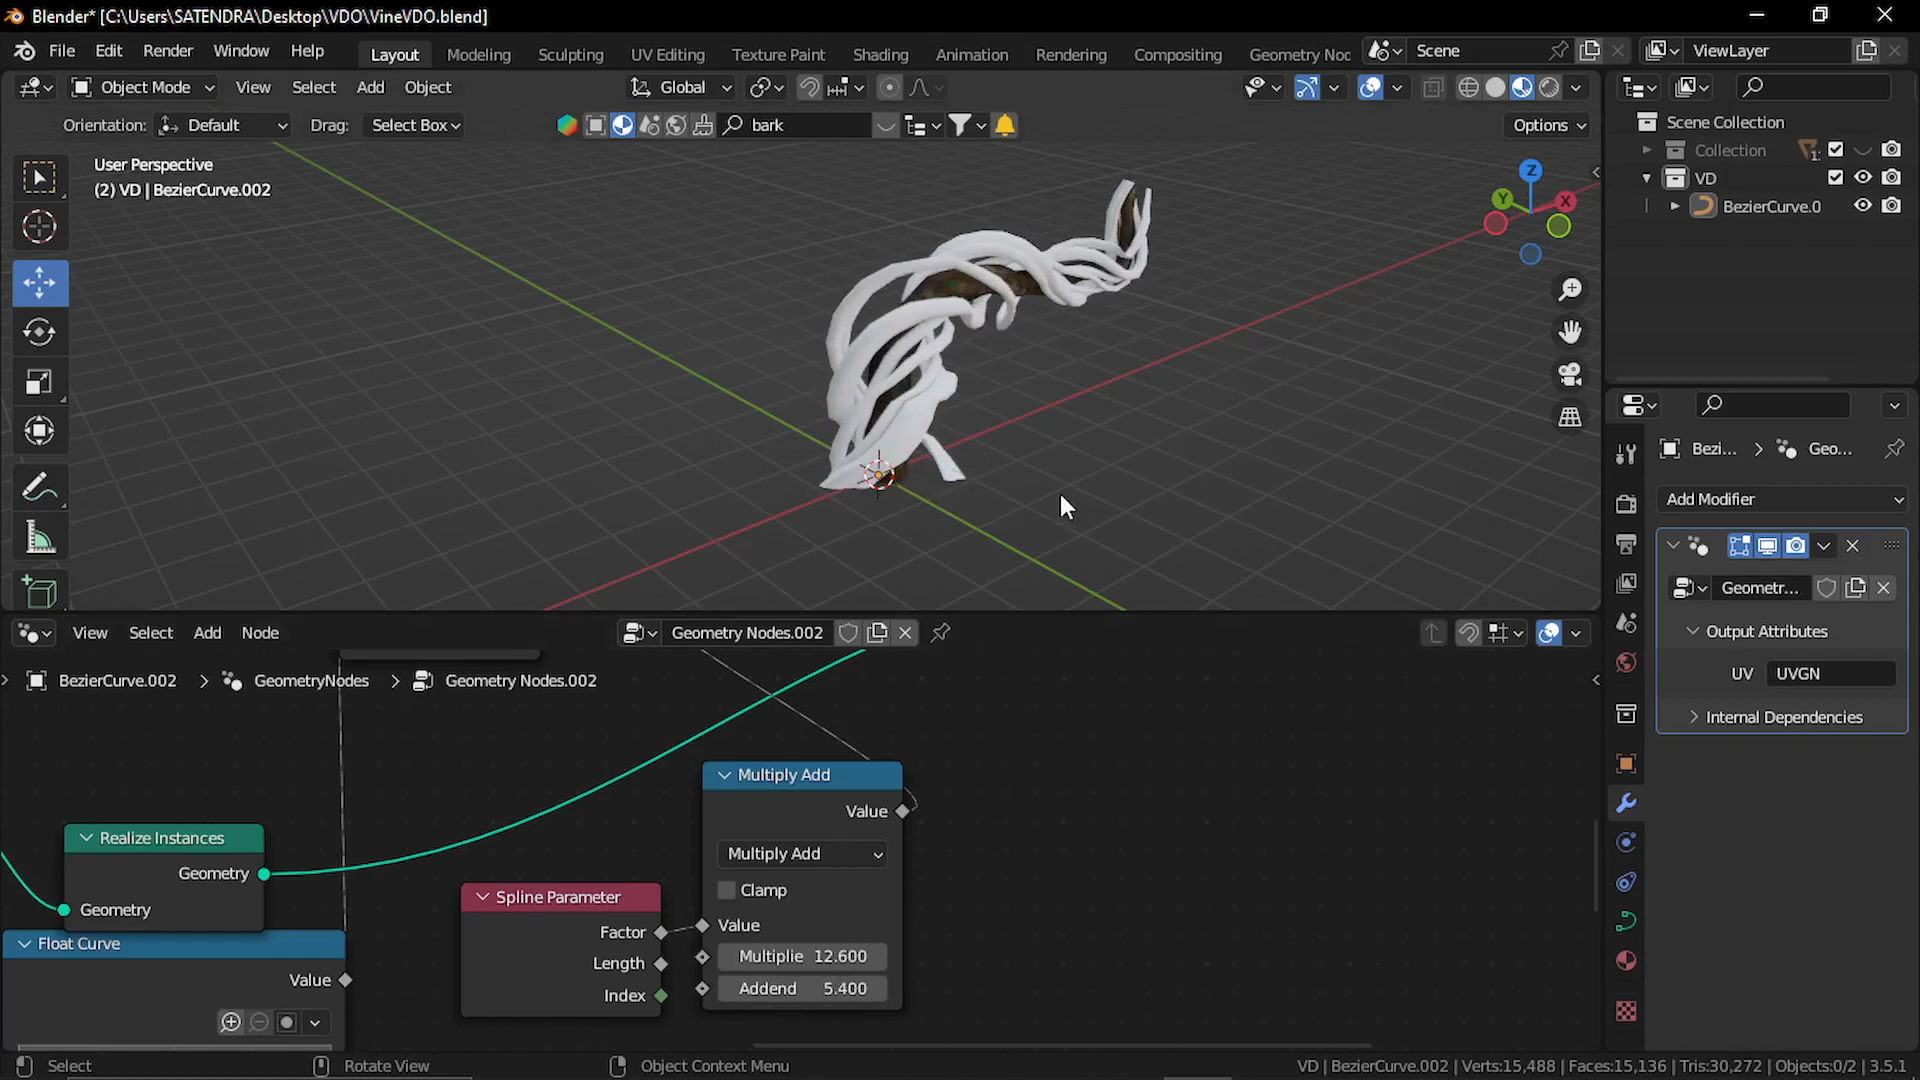 Blender* [C:\Users\SATENDRA\Desktop\VDO\VineVDO.blend]
File Edit Render Window Help Layout Modeling Sculpting UV Editing Texture Paint Shading Animation Rendering Compositing Geometry Noc Scene ViewLayer
Object Mode View Select Add Object Global
Orientation: Default Drag: Select Box bark Options
User Perspective
(2) VD | BezierCurve.002
Z
Y
X
Scene Collection
Collection 1
VD
BezierCurve.0
Bezi... > Geo...
Add Modifier
Geometr...
Output Attributes
UV UVGN
Internal Dependencies
View Select Add Node Geometry Nodes.002
BezierCurve.002 > GeometryNodes > Geometry Nodes.002
Realize Instances
Geometry
Geometry
Float Curve
Value
Spline Parameter
Factor
Length
Index
Multiply Add
Value
Multiply Add
Clamp
Value
Multiplie 12.600
Addend 5.400
Select Rotate View Object Context Menu VD | BezierCurve.002 | Verts:15,488 | Faces:15,136 | Tris:30,272 | Objects:0/2 | 3.5.1